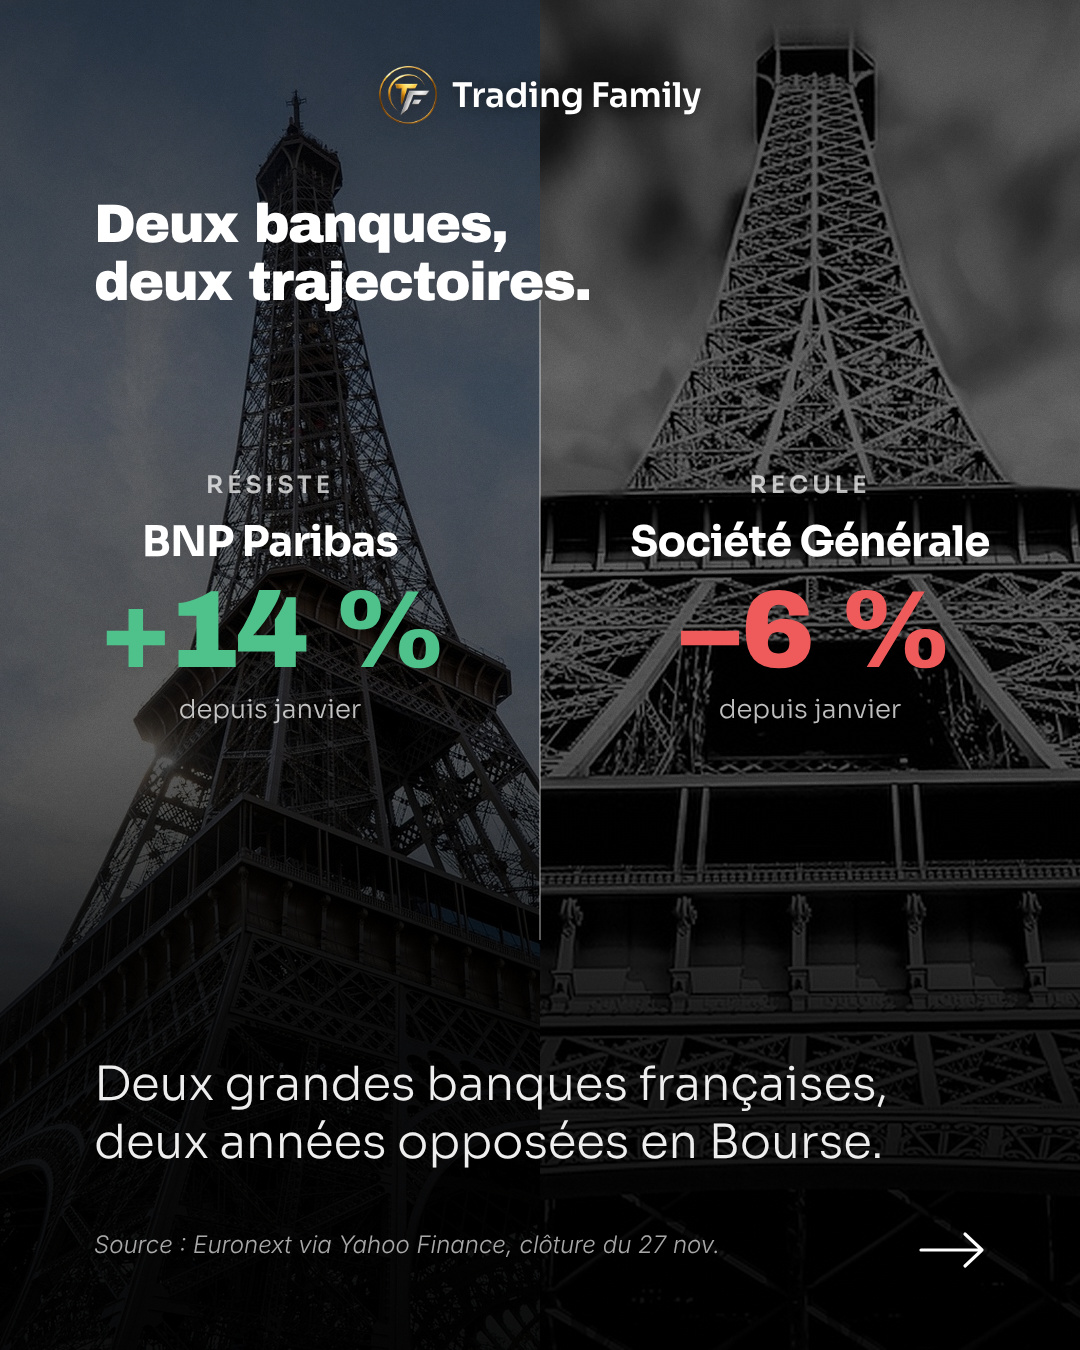 Trading Family
Deux banques,
deux trajectoires.
RÉSISTE
BNP Paribas
+14 %
depuis janvier
RECULE
Société Générale
−6 %
depuis janvier
Deux grandes banques françaises,
deux années opposées en Bourse.
Source : Euronext via Yahoo Finance, clôture du 27 nov.